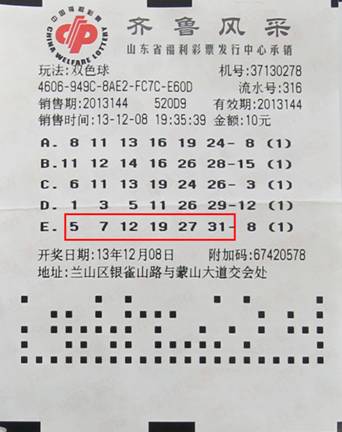 中国福利彩票
CHINA WELFARE LOTTERY
齐鲁风采
山东省福利彩票发行中心承销
玩法:双色球 机号:37130278
4606-949C-8AE2-FC7C-E60D 流水号:316
销售期:2013144 520D9 有效期:2013144
销售时间:13-12-08 19:35:39 金额:10元
A. 8 11 13 16 19 24- 8 (1)
B.11 12 14 16 26 28-15 (1)
C. 6 11 13 19 24 26- 3 (1)
D. 1 3 5 11 26 29-12 (1)
E. 5 7 12 19 27 31- 8 (1)
开奖日期:13年12月08日 附加码:67420578
地址:兰山区银雀山路与蒙山大道交会处